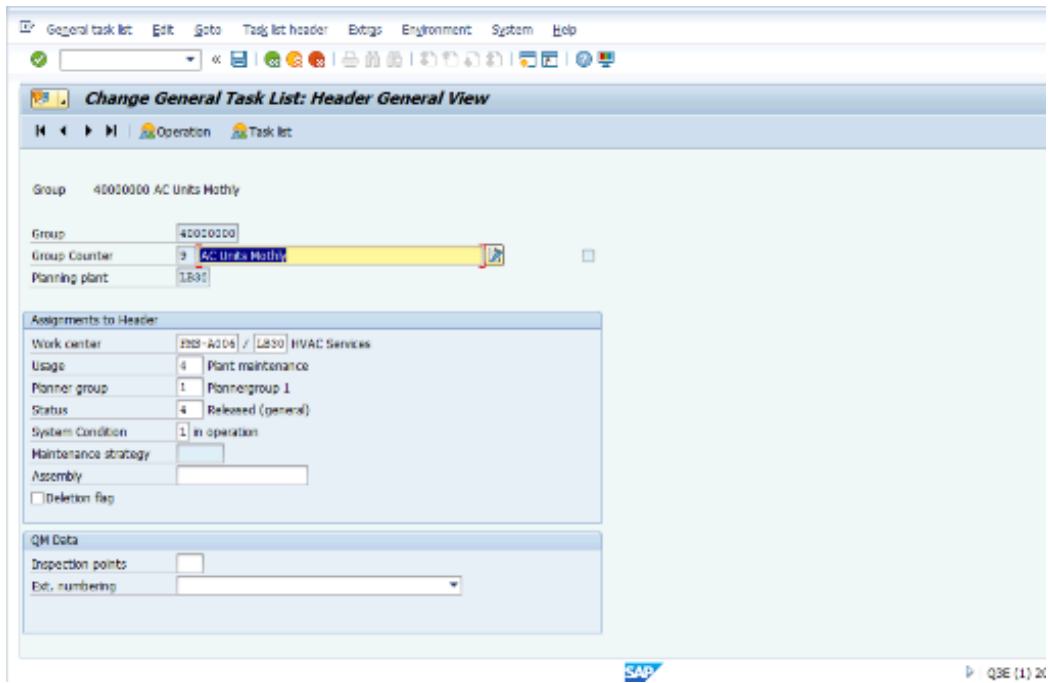 General task list Edit Goto Task list header Extras Environment System Help
Change General Task List: Header General View
Operation Task list
Group 40000000 AC Units Mothly
Group 40000000
Group Counter 9 AC Units Mothly
Planning plant LB30
Assignments to Header
Work center / LB30 HVAC Services
Usage 4 Plant maintenance
Planner group 1 Plannergroup 1
Status 4 Released (general)
System Condition 1 in operation
Maintenance strategy
Assembly
Deletion flag
QM Data
Inspection points
Ext. numbering
SAP Q3E (1) 20